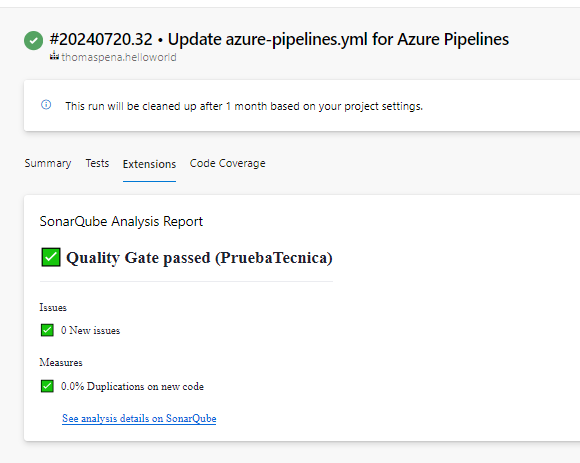 #20240720.32 • Update azure-pipelines.yml for Azure Pipelines
thomaspena.helloworld
This run will be cleaned up after 1 month based on your project settings.
Summary Tests Extensions Code Coverage
SonarQube Analysis Report
Quality Gate passed (PruebaTecnica)
Issues
0 New issues
Measures
0.0% Duplications on new code
See analysis details on SonarQube